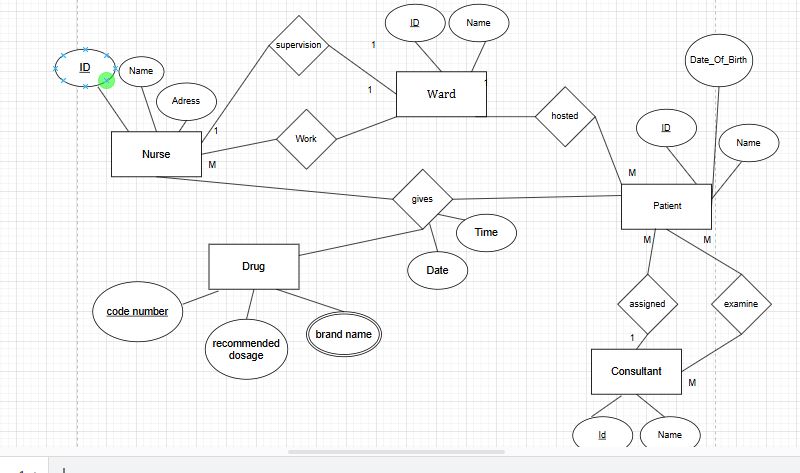 ID
Name
supervision
1
ID
Name
Date_Of_Birth
Adress
1
1
Ward
hosted
ID
Name
1
Work
Nurse
M
M
gives
Patient
Time
M
M
Drug
Date
code number
recommended
dosage
brand name
assigned
examine
1
Consultant
M
Id
Name